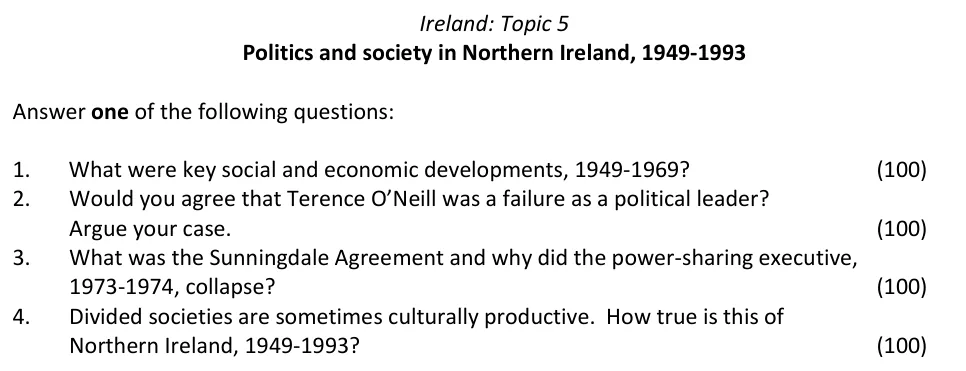 Ireland: Topic 5
Politics and society in Northern Ireland, 1949-1993
Answer one of the following questions:
1. What were key social and economic developments, 1949-1969? (100)
2. Would you agree that Terence O’Neill was a failure as a political leader?
Argue your case. (100)
3. What was the Sunningdale Agreement and why did the power-sharing executive,
1973-1974, collapse? (100)
4. Divided societies are sometimes culturally productive. How true is this of
Northern Ireland, 1949-1993? (100)